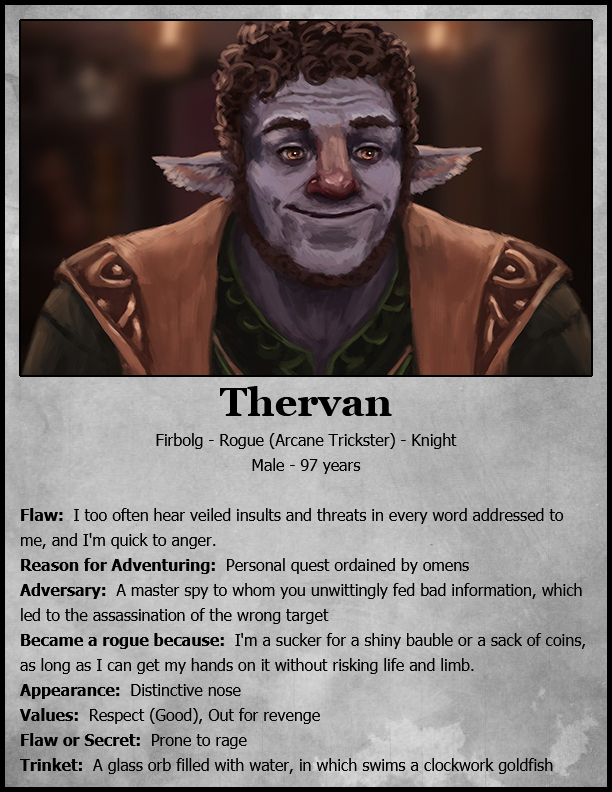 Thervan
Firbolg - Rogue (Arcane Trickster) - Knight
Male - 97 years
Flaw: I too often hear veiled insults and threats in every word addressed to
me, and I'm quick to anger.
Reason for Adventuring: Personal quest ordained by omens
Adversary: A master spy to whom you unwittingly fed bad information, which
led to the assassination of the wrong target
Became a rogue because: I'm a sucker for a shiny bauble or a sack of coins,
as long as I can get my hands on it without risking life and limb.
Appearance: Distinctive nose
Values: Respect (Good), Out for revenge
Flaw or Secret: Prone to rage
Trinket: A glass orb filled with water, in which swims a clockwork goldfish